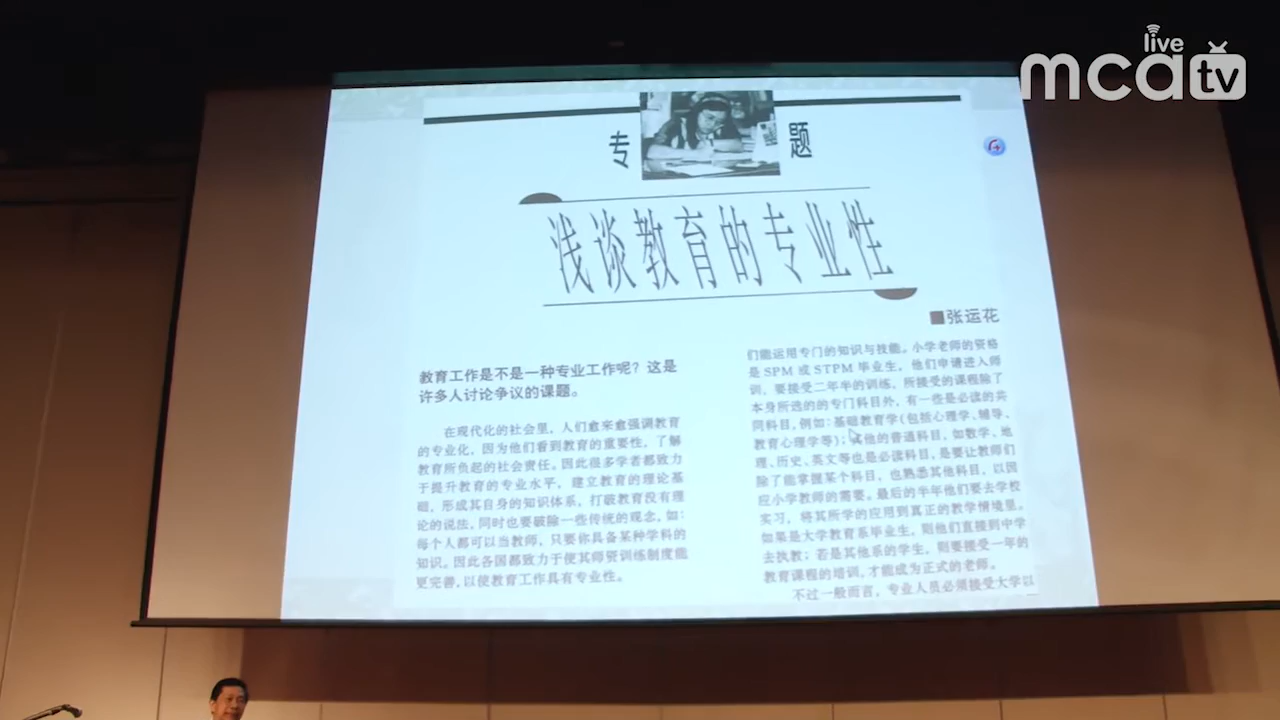 live
mcatv
专 题
浅谈教育的专业性
■张运花
教育工作是不是一种专业工作呢？这是
许多人讨论争议的课题。
在现代化的社会里，人们愈来愈强调教育
的专业化，因为他们看到教育的重要性，了解
教育所负起的社会责任。因此很多学者都致力
于提升教育的专业水平，建立教育的理论基
础，形成其自身的知识体系，打破教育没有理
论的说法，同时也要破除一些传统的观念，如：
每个人都可以当教师，只要你具备某种学科的
知识。因此各国都致力于使其师资训练制度能
更完善，以使教育工作具有专业性。
们能运用专门的知识与技能。小学老师的资格
是 SPM 或 STPM 毕业生，他们申请进入师
训，要接受二年半的训练，所接受的课程除了
本身所选的的专门科目外，有一些是必读的共
同科目，例如：基础教育学（包括心理学、辅导、
教育心理学等）；其他的普通科目，如数学、地
理、历史、英文等也是必读科目，是要让教师们
除了能掌握某个科目，也熟悉其他科目，以因
应小学教师的需要。最后的半年他们要去学校
实习，将其所学的应用到真正的教学情境里。
如果是大学教育系毕业生，则他们直接到中学
去执教；若是其他系的学生，则要接受一年的
教育课程的培训，才能成为正式的老师。
不过一般而言，专业人员必须接受大学以